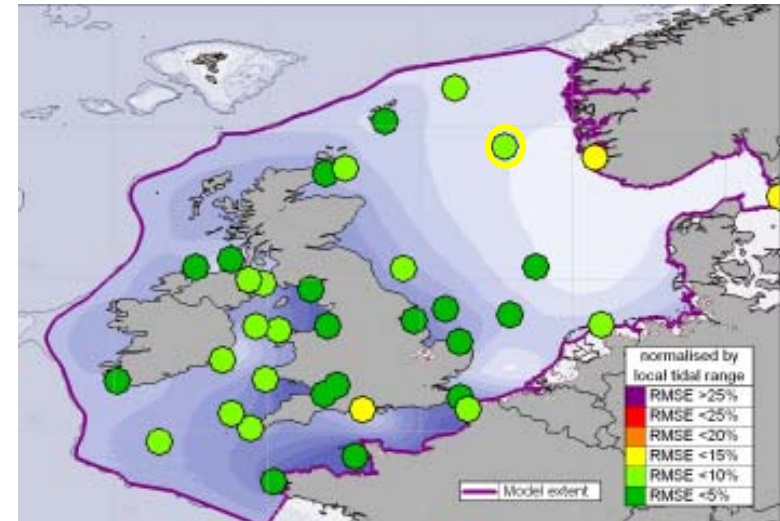 normalised by
local tidal range
RMSE >25%
RMSE <25%
RMSE <20%
RMSE <15%
RMSE <10%
RMSE <5%
Model extent